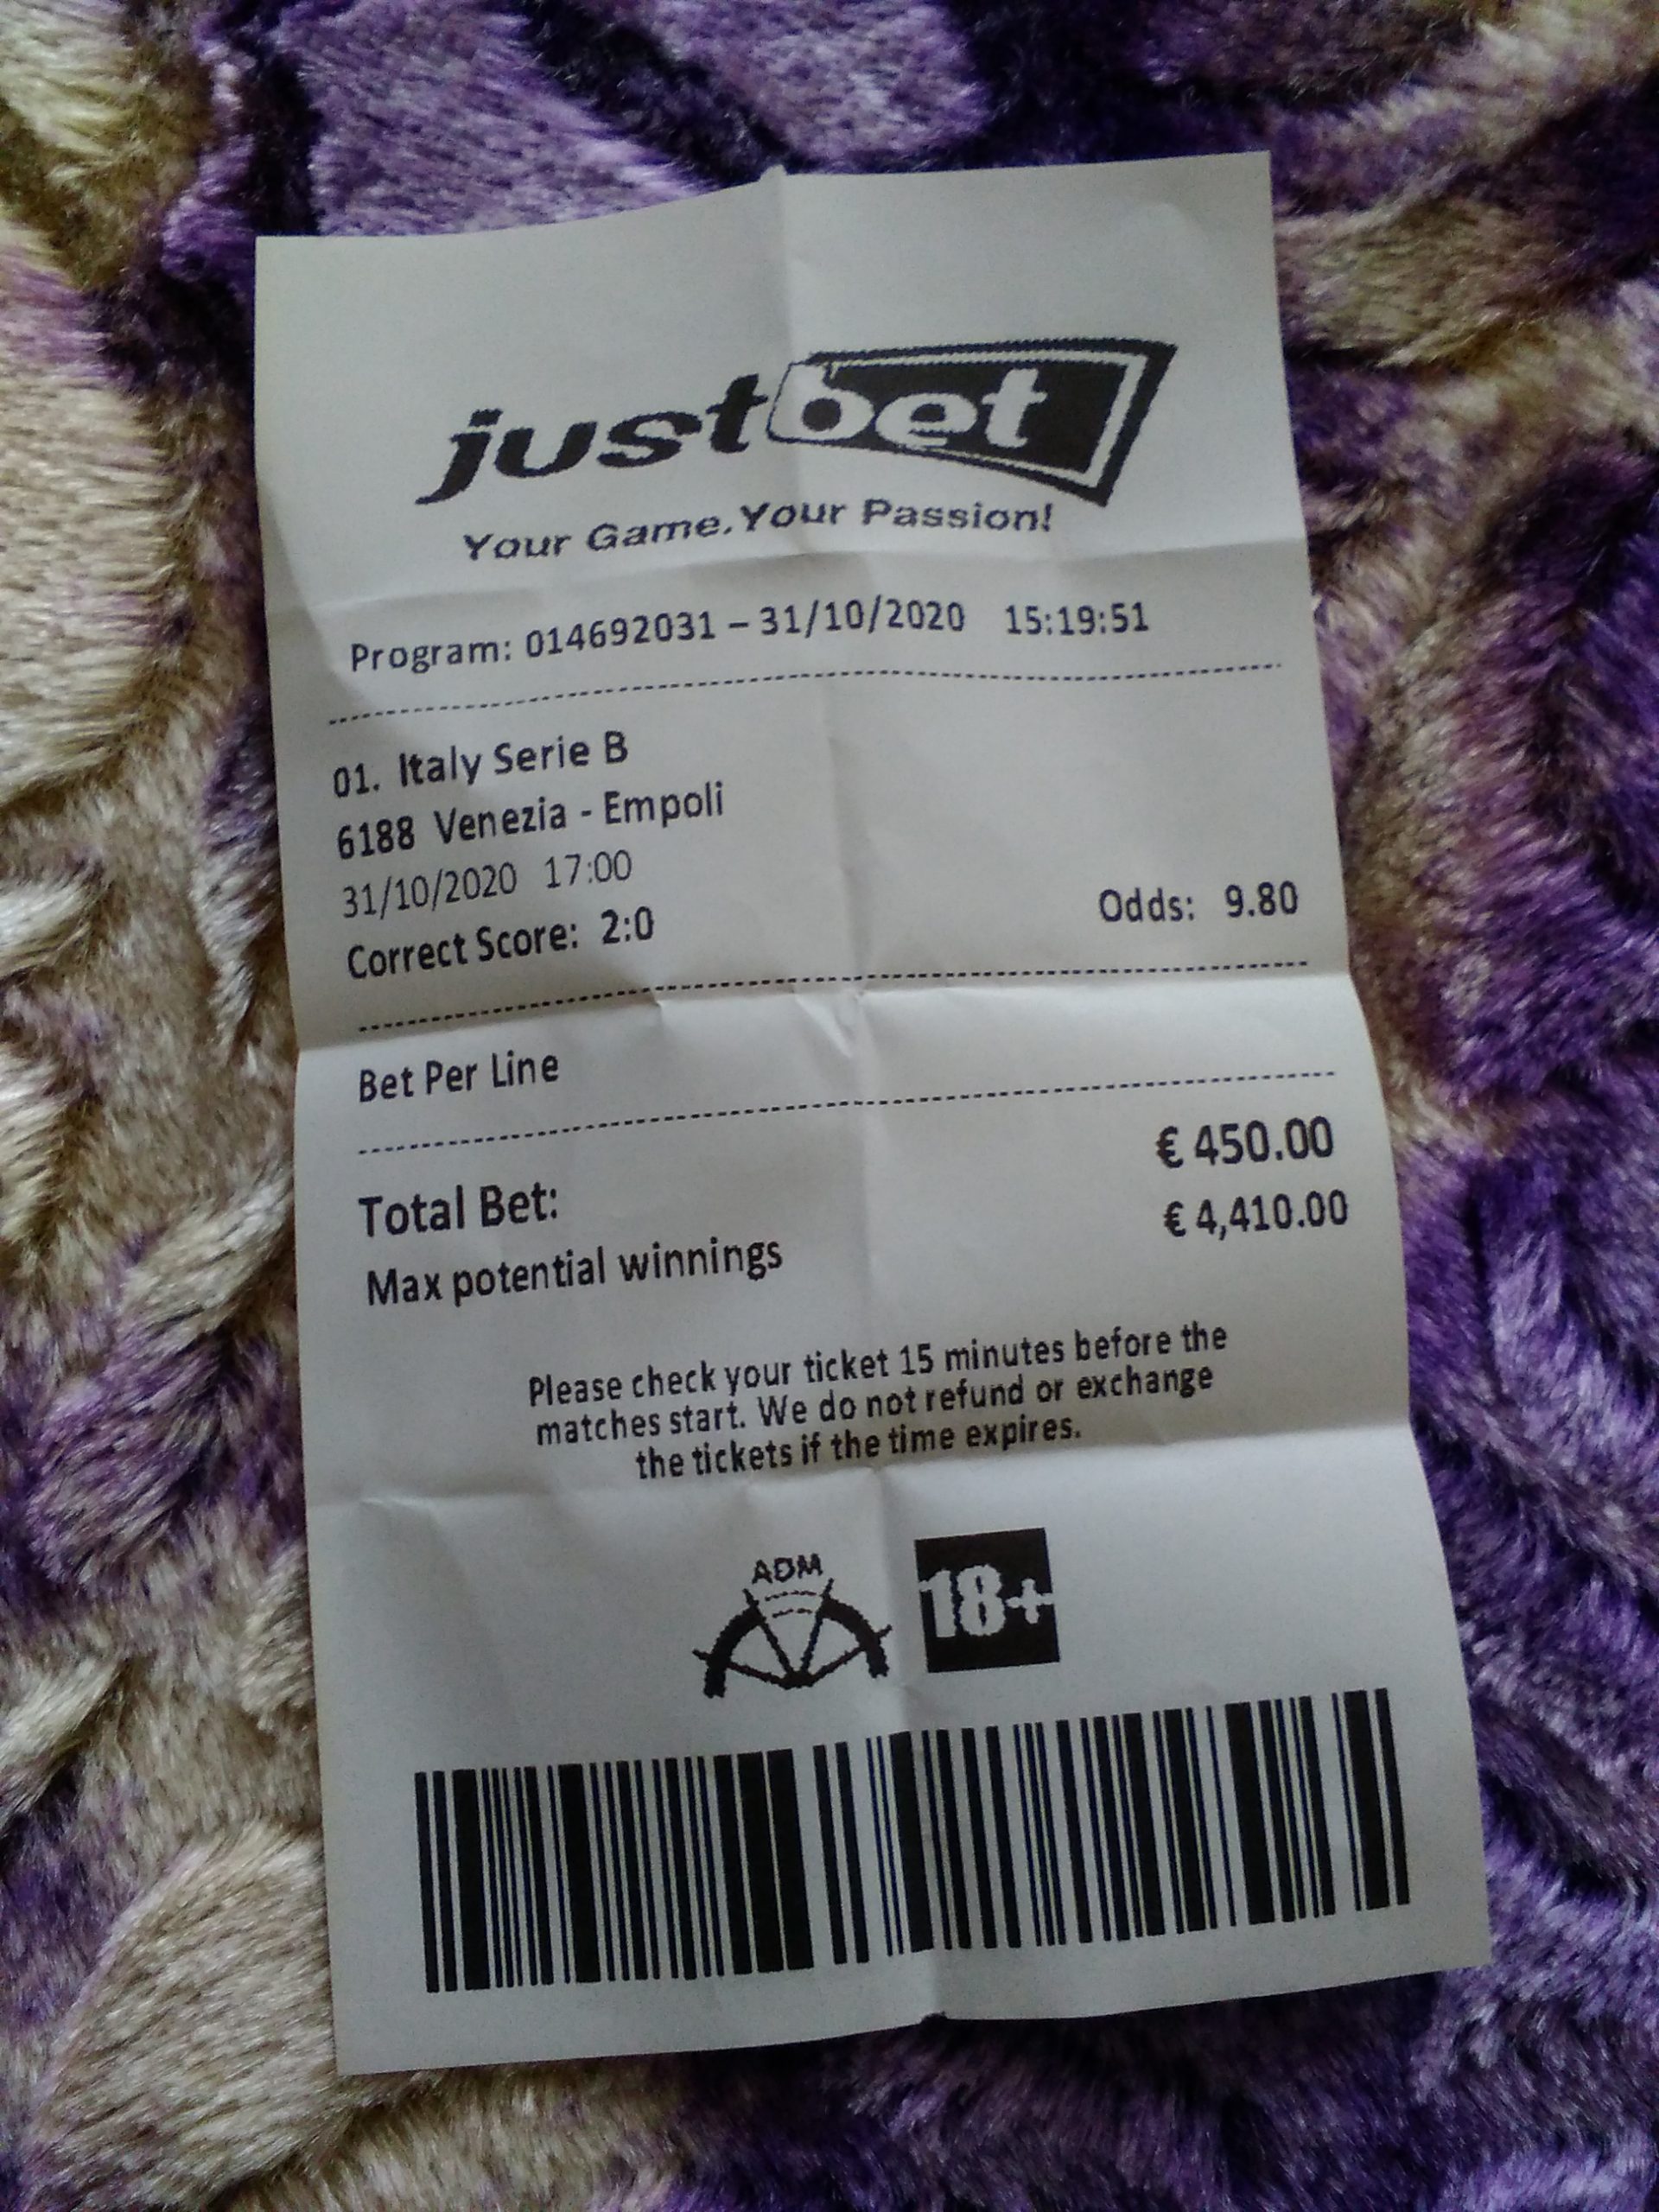 justbet
Your Game. Your Passion!
Program: 014692031 – 31/10/2020 15:19:51
01. Italy Serie B
6188 Venezia - Empoli
31/10/2020 17:00
Correct Score: 2:0 Odds: 9.80
Bet Per Line
Total Bet: € 450.00
Max potential winnings € 4,410.00
Please check your ticket 15 minutes before the
matches start. We do not refund or exchange
the tickets if the time expires.
ADM
18+